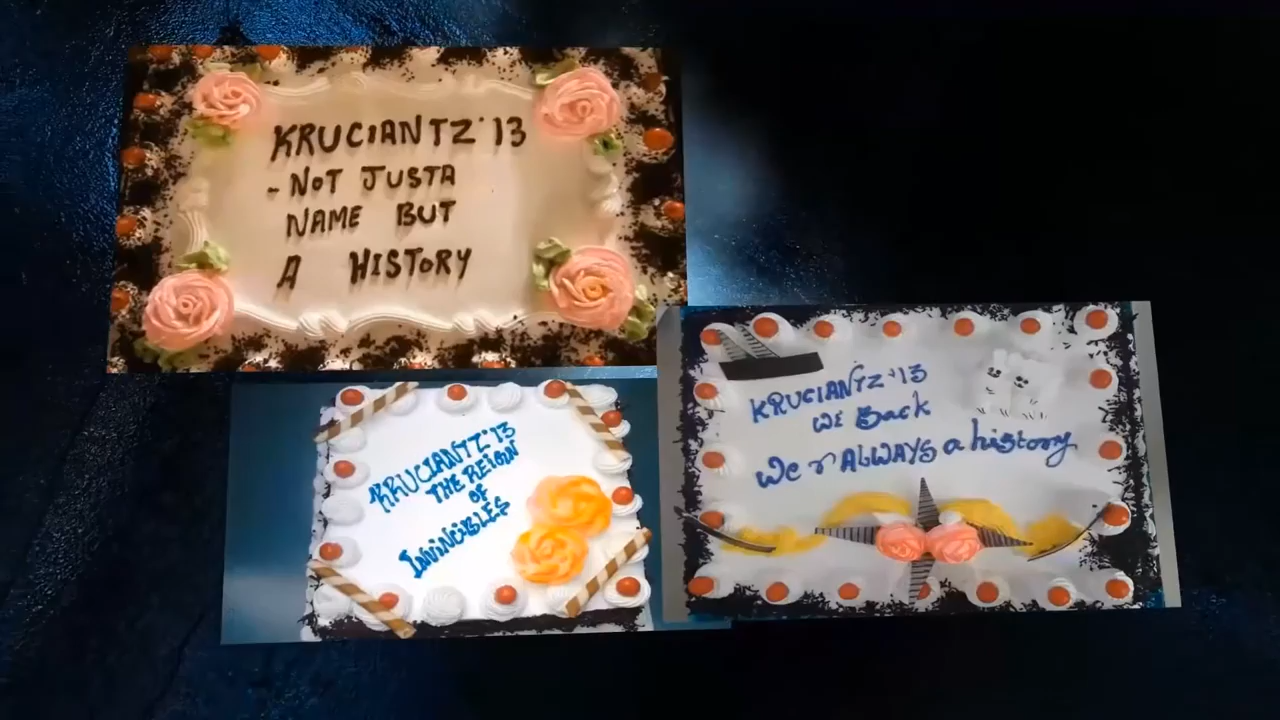 KRUCIANTZ'13
- NOT JUSTA
NAME BUT
A HISTORY
KRUCIANTZ'13
THE REIGN
OF
INVINCIBLES
KRUCIANTZ'13
WE Back
We r ALWAYS a history